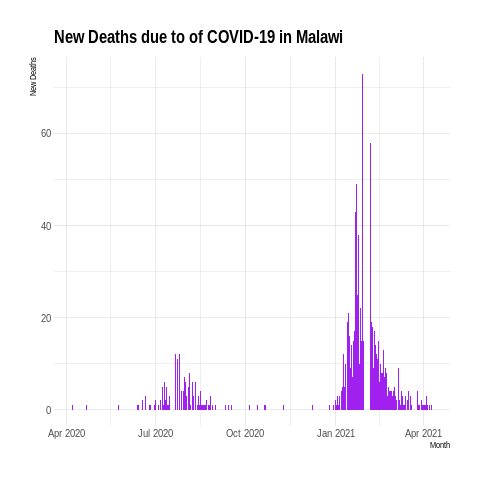 New Deaths due to of COVID-19 in Malawi
New Deaths
60
40
20
0
Apr 2020
Jul 2020
Oct 2020
Jan 2021
Apr 2021
Month